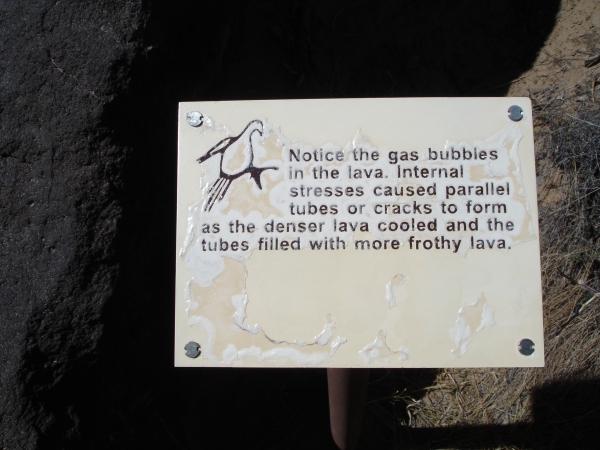 Notice the gas bubbles
in the lava. Internal
stresses caused parallel
tubes or cracks to form
as the denser lava cooled and the
tubes filled with more frothy lava.